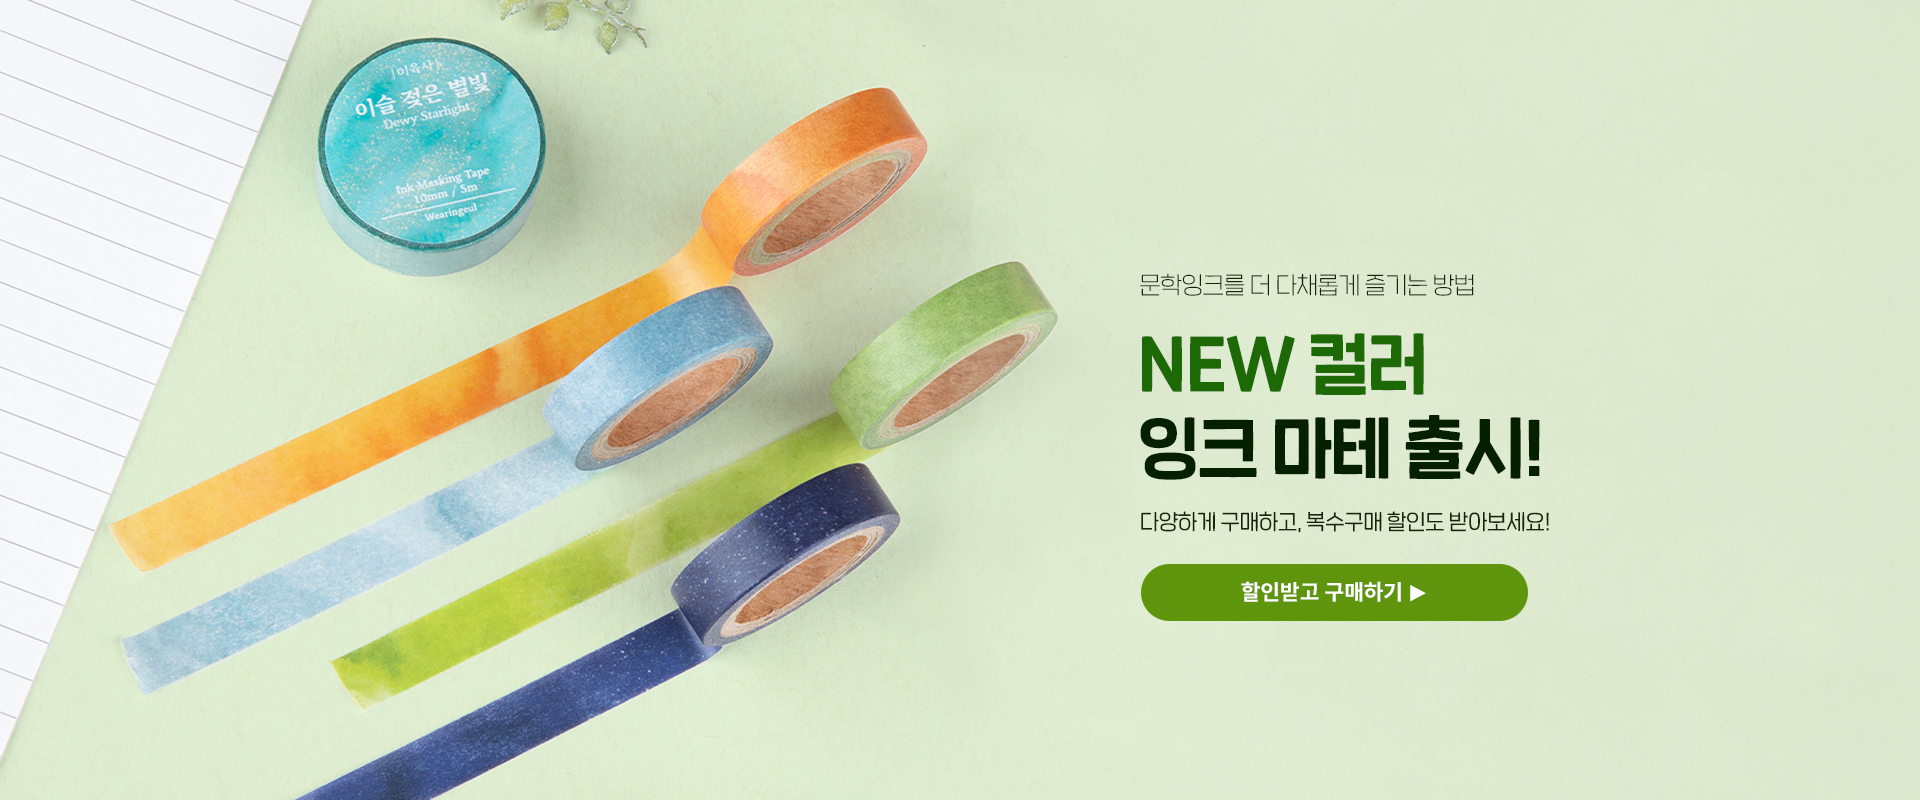 이육사
이슬 젖은 별빛
Dewy Starlight
Ink-Masking Tape
10mm / 5m
Wearingeul
문학잉크를 더 다채롭게 즐기는 방법
NEW 컬러
잉크 마테 출시!
다양하게 구매하고, 복수구매 할인도 받아보세요!
할인받고 구매하기 ▶